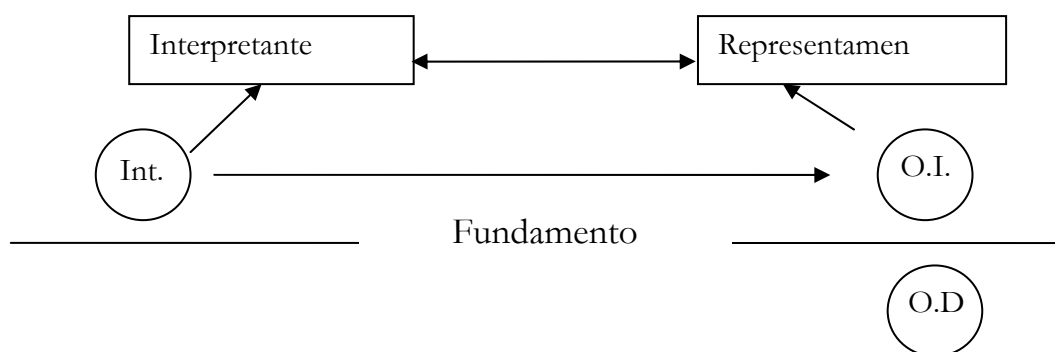 Interpretante
Representamen
Int.
O.I.
Fundamento
O.D